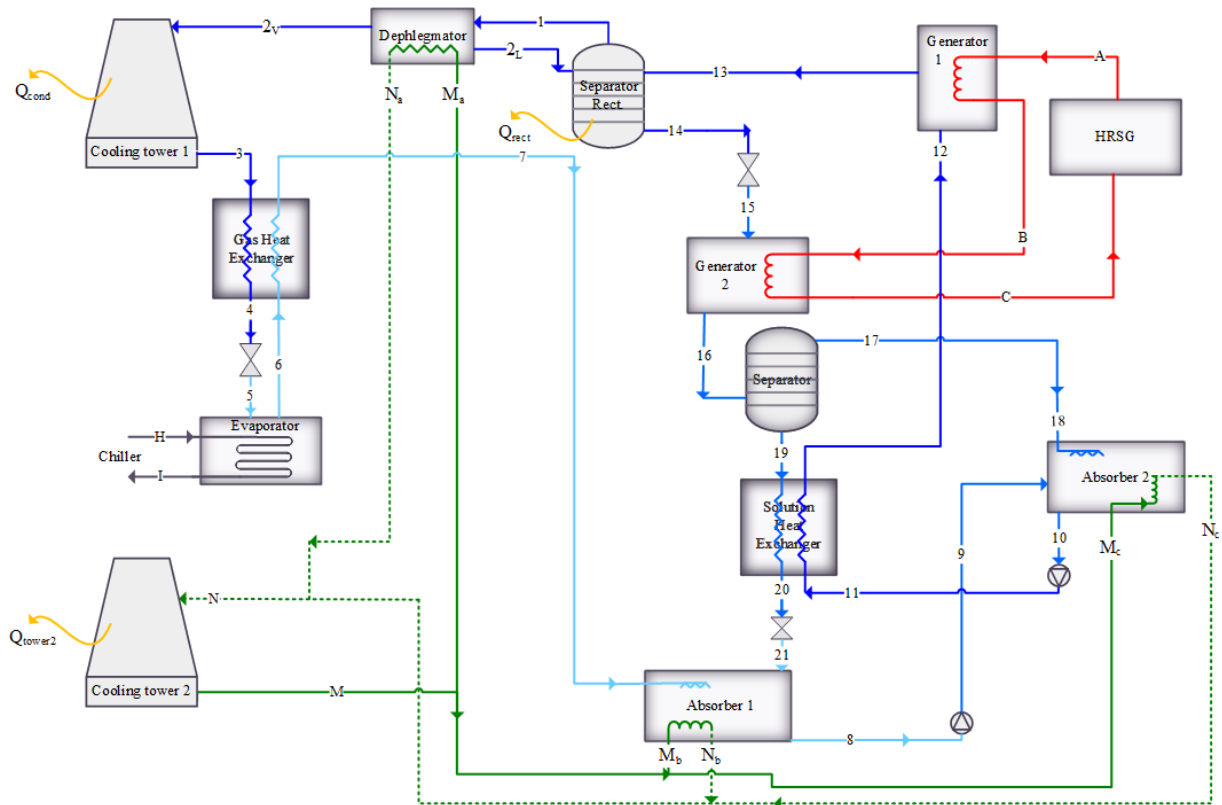 2V
1
Dephlegmator
2L
Generator
1
A
13
Separator
Rect.
Na
Ma
Qcond
Qrect
14
12
HRSG
Cooling tower 1
3
7
15
Gas Heat
Exchanger
B
Generator
2
C
4
16
17
6
Separator
5
Evaporator
18
H
Chiller
I
19
Absorber 2
Solution
Heat
Exchanger
9
10
Mc
Nc
20
11
N
21
Qtower2
Cooling tower 2
M
Absorber 1
8
Mb
Nb